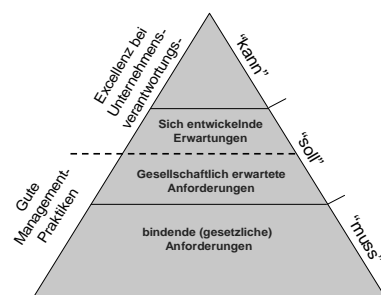 Excellenz bei
Unternehmens-
verantwortungs-
"kann"
Sich entwickelnde
Erwartungen
"soll"
Gesellschaftlich erwartete
Anforderungen
Gute
Management-
Praktiken
bindende (gesetzliche)
Anforderungen
"muss"